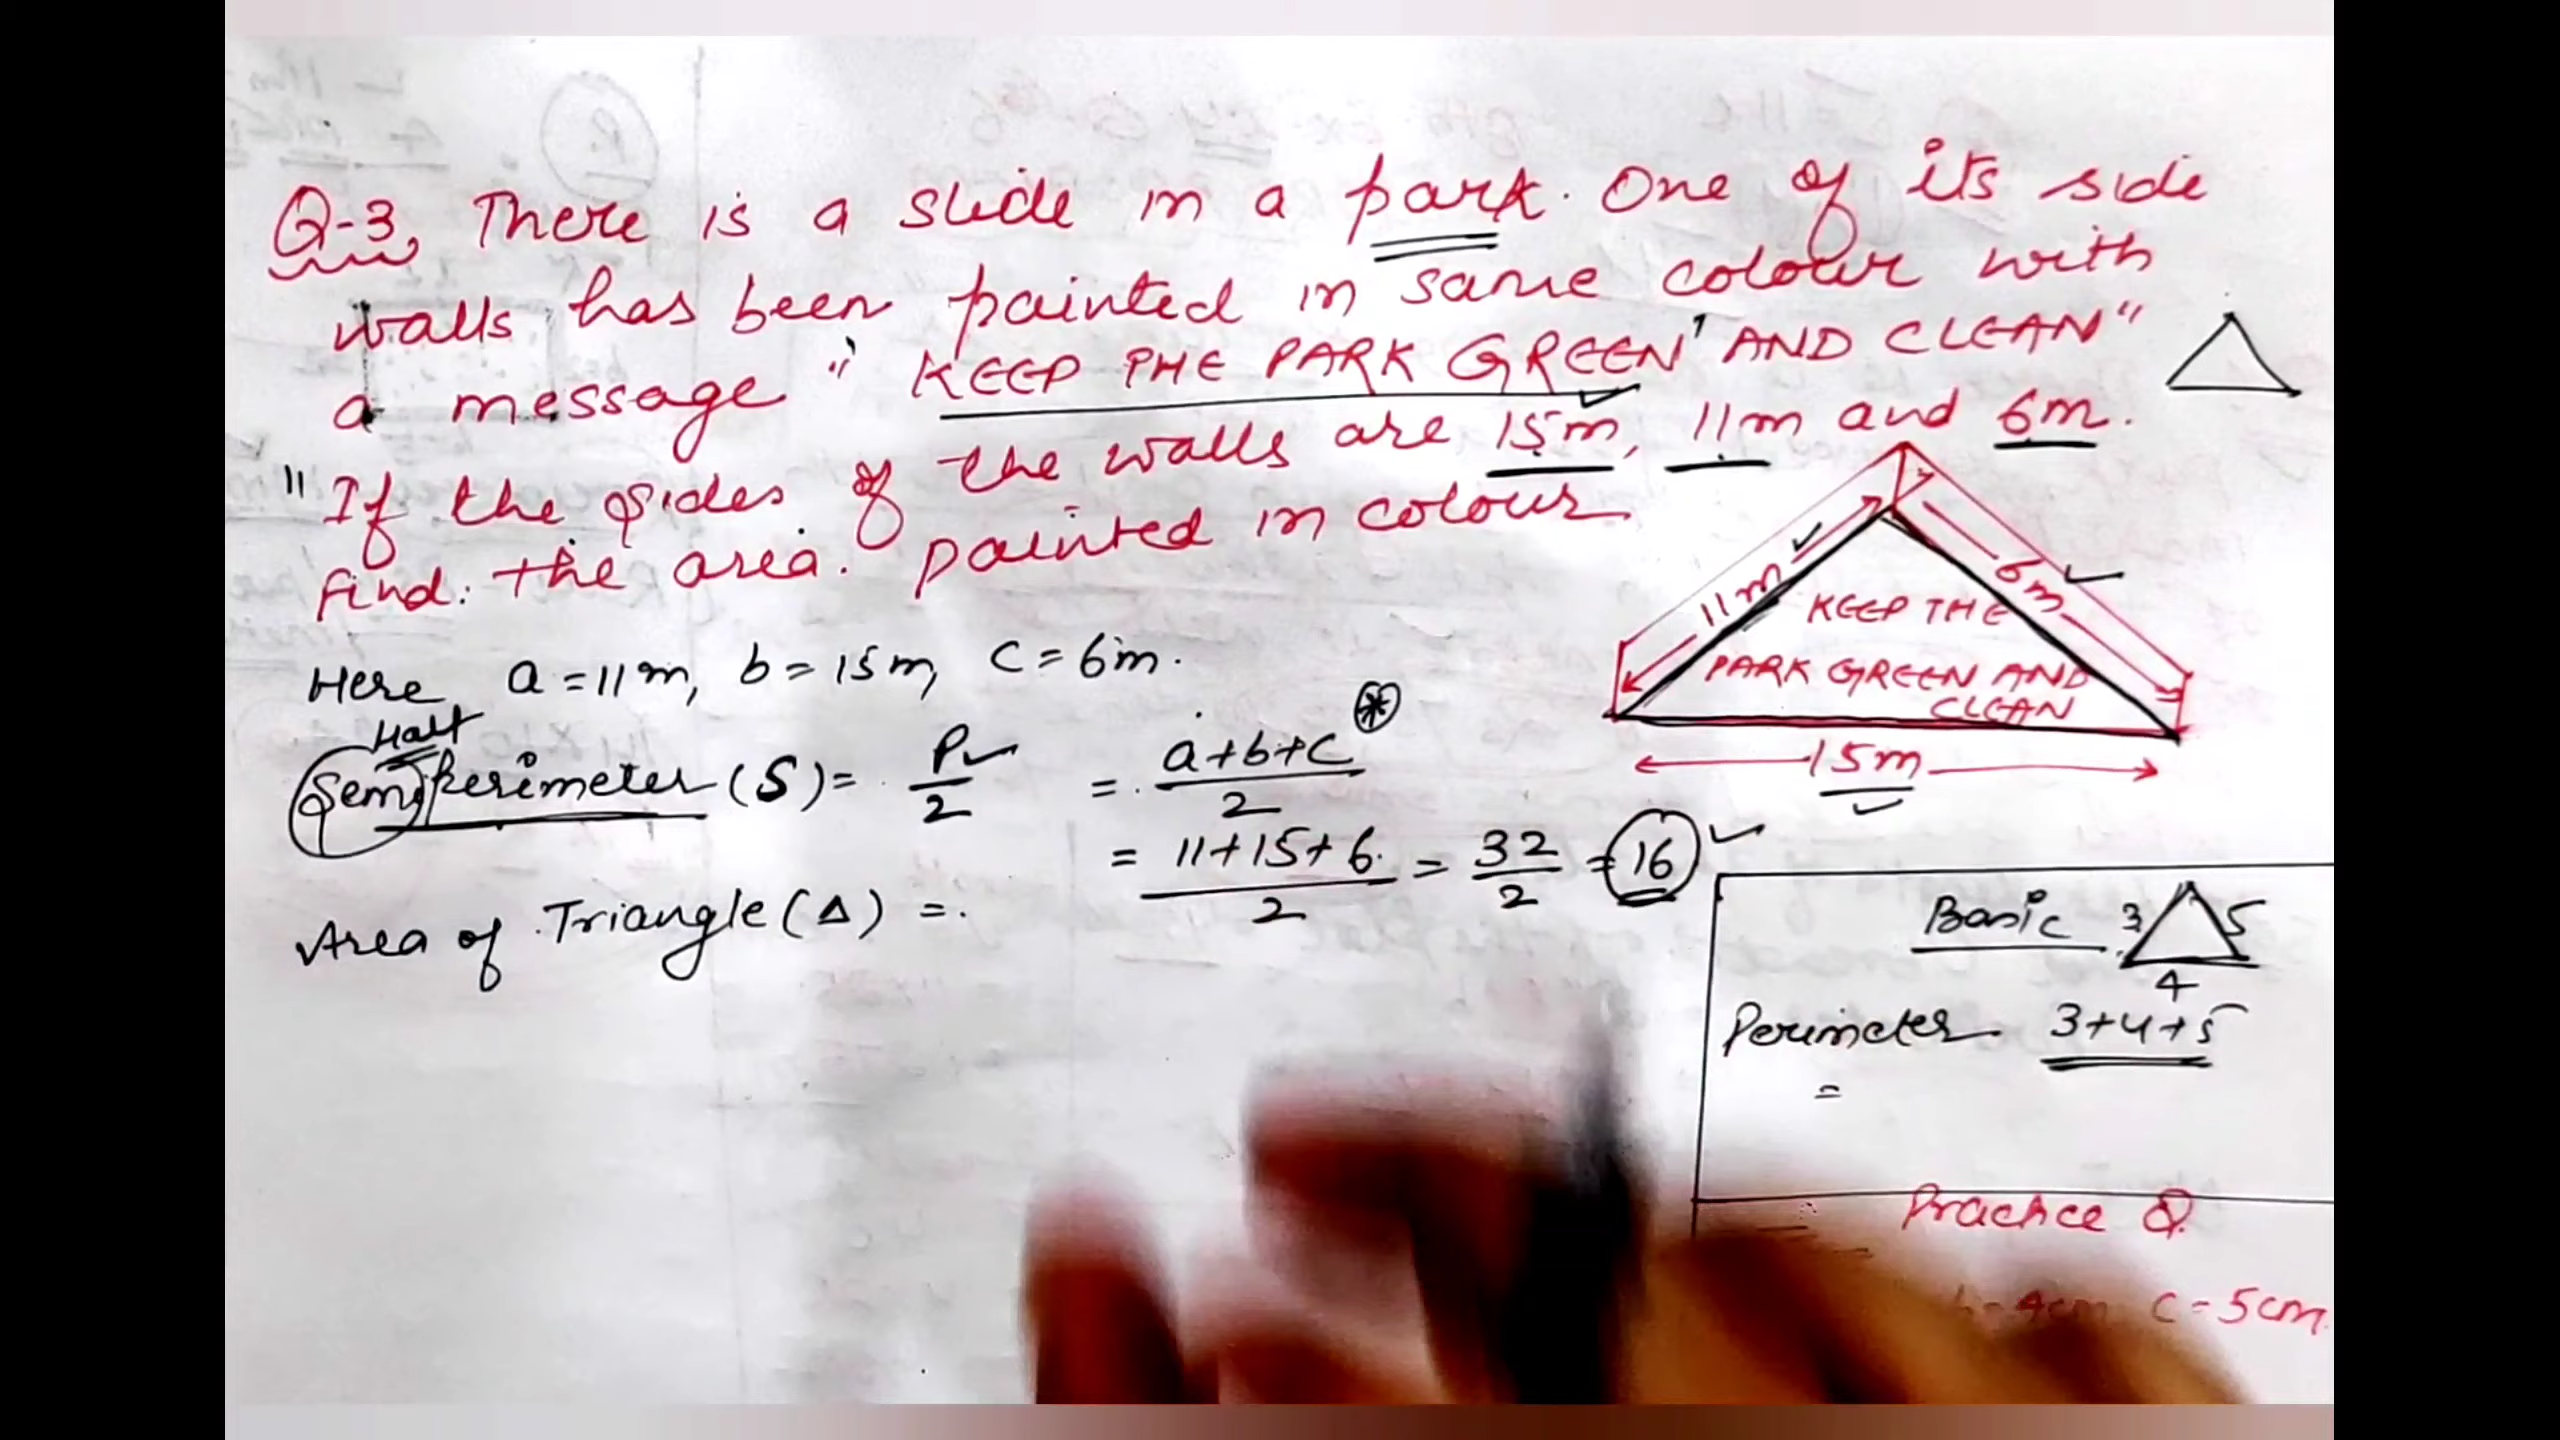 Q-3, There is a slide in a park. One of its side
walls has been painted in same colour with
a message " KEEP THE PARK GREEN AND CLEAN"
"If the sides of the walls are 15m, 11m and 6m.
Find: the area. painted in colour
11m
6m
KEEP THE
PARK GREEN AND
CLEAN
15m
Here a = 11m, b = 15m, c = 6m.
Half
Semiperimeter (S) = P/2 = a+b+c/2
= 11+15+6/2 = 32/2 = 16
Area of Triangle (Δ) =
Basic 3 5
4
Perimeter 3+4+5
=
Practice Q.
4cm c = 5cm.